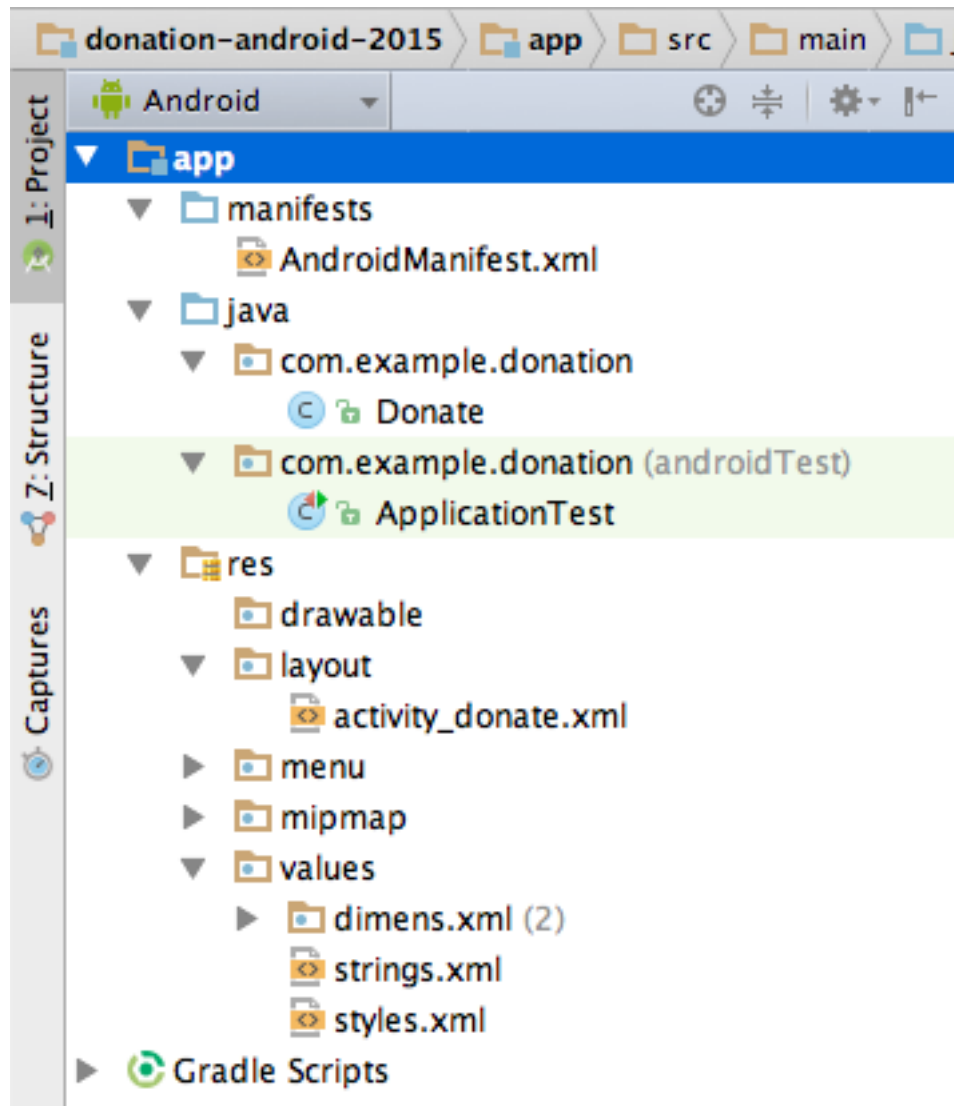 donation-android-2015 app src main
Android
1: Project
7: Structure
Captures
app
manifests
AndroidManifest.xml
java
com.example.donation
C Donate
com.example.donation (androidTest)
C ApplicationTest
res
drawable
layout
activity_donate.xml
menu
mipmap
values
dimens.xml (2)
strings.xml
styles.xml
Gradle Scripts